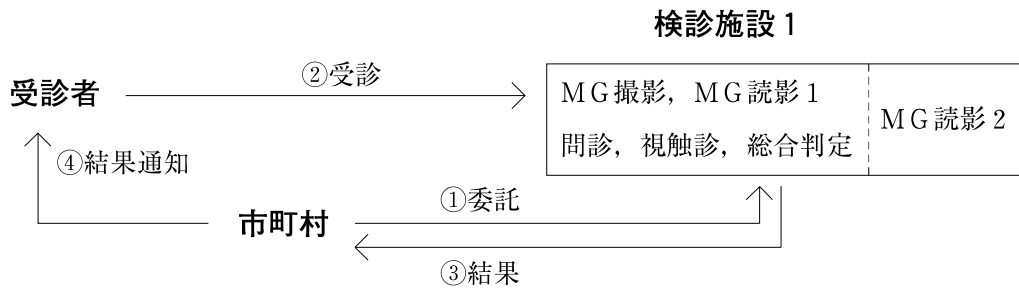 検診施設1
②受診
受診者
MG撮影，MG読影1
MG読影2
問診，視触診，総合判定
④結果通知
①委託
市町村
③結果